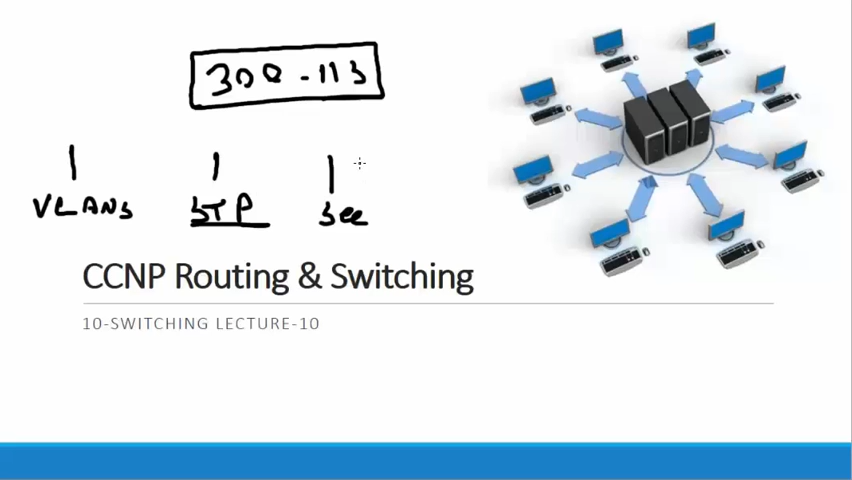 300-113
VLANs STP Sec
CCNP Routing & Switching
10-SWITCHING LECTURE-10